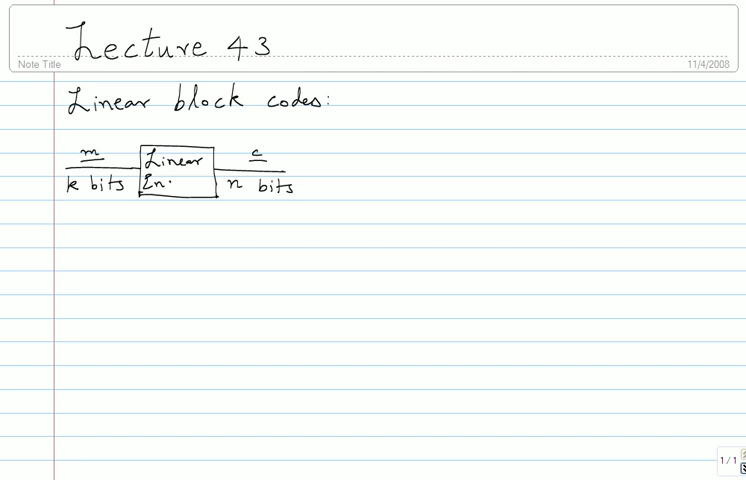 Lecture 43
Note Title
11/4/2008
Linear block codes:
m Linear c
k bits En. n bits
1/1